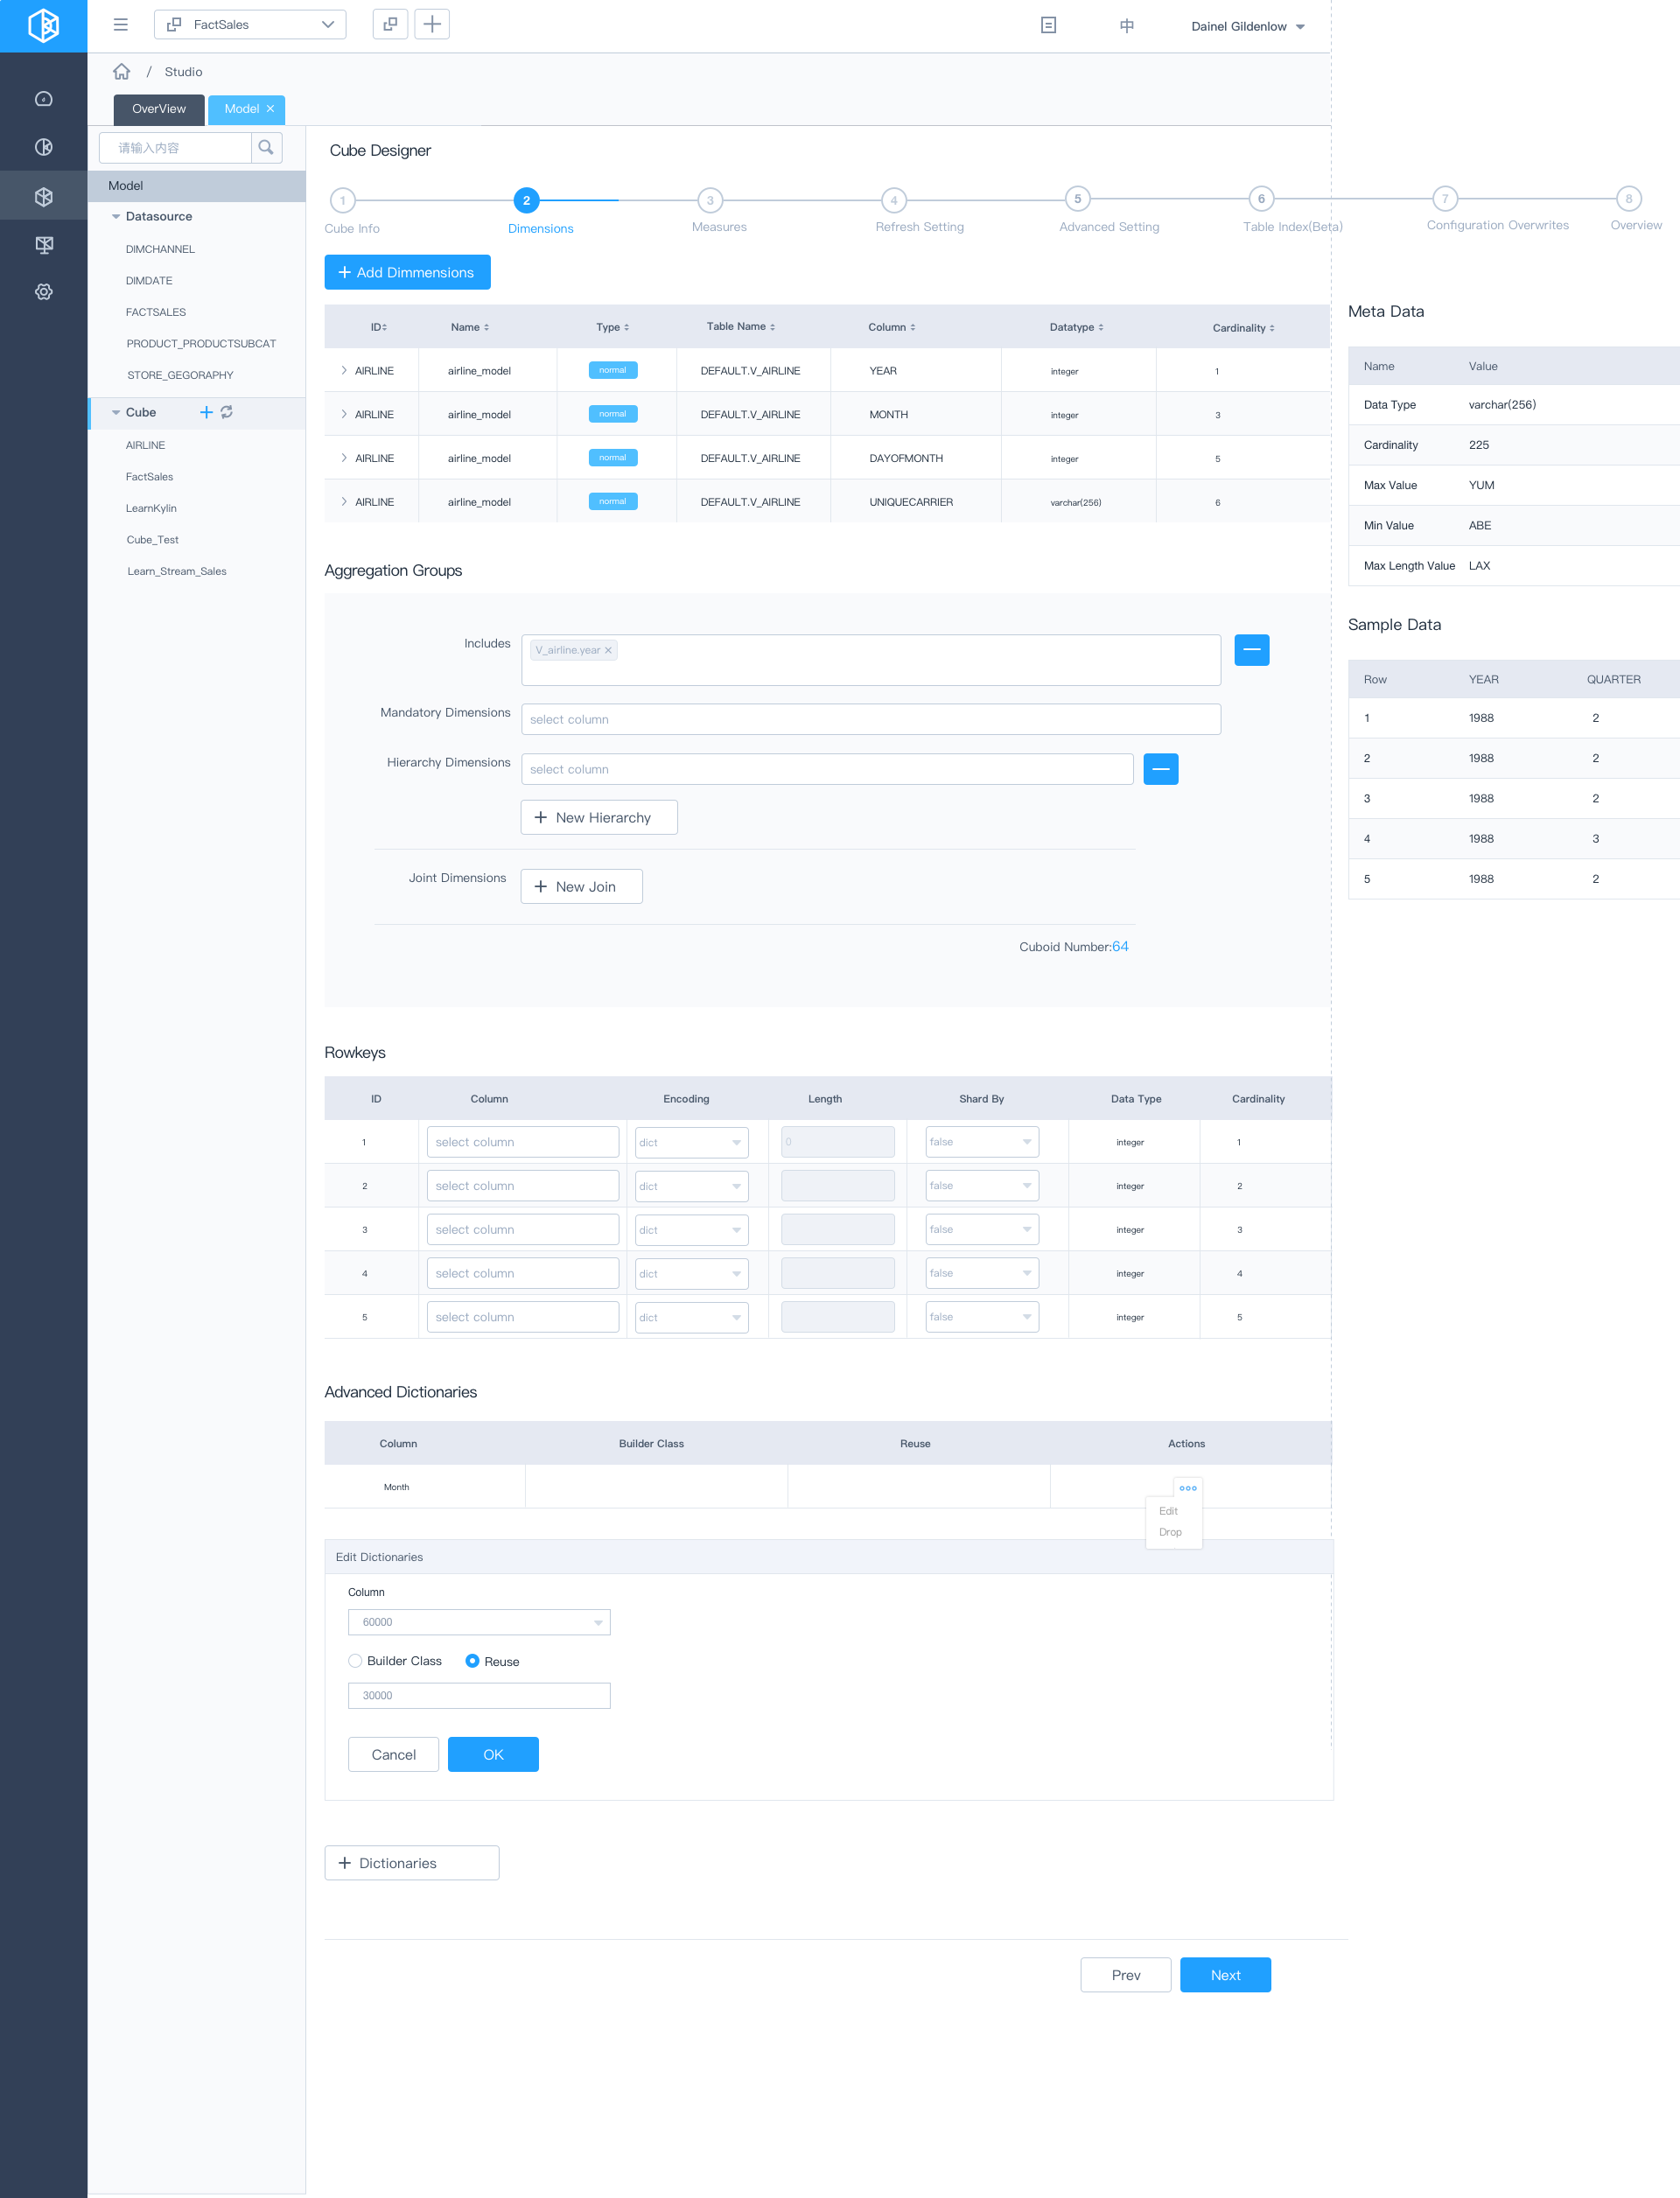 FactSales
中
Dainel Gildenlow
/ Studio
OverView
Model ×
请输入内容
Model
Datasource
DIMCHANNEL
DIMDATE
FACTSALES
PRODUCT_PRODUCTSUBCAT
STORE_GEGORAPHY
Cube
AIRLINE
FactSales
LearnKylin
Cube_Test
Learn_Stream_Sales
Cube Designer
1 2 3 4 5 6 7 8
Cube Info Dimensions Measures Refresh Setting Advanced Setting Table Index(Beta) Configuration Overwrites Overview
+ Add Dimmensions
ID Name Type Table Name Column Datatype Cardinality
AIRLINE airline_model normal DEFAULT.V_AIRLINE YEAR integer 1
AIRLINE airline_model normal DEFAULT.V_AIRLINE MONTH integer 3
AIRLINE airline_model normal DEFAULT.V_AIRLINE DAYOFMONTH integer 5
AIRLINE airline_model normal DEFAULT.V_AIRLINE UNIQUECARRIER varchar(256) 6
Aggregation Groups
Includes V_airline.year ×
Mandatory Dimensions select column
Hierarchy Dimensions select column
+ New Hierarchy
Joint Dimensions + New Join
Cuboid Number:64
Rowkeys
ID Column Encoding Length Shard By Data Type Cardinality
1 select column dict 0 false integer 1
2 select column dict false integer 2
3 select column dict false integer 3
4 select column dict false integer 4
5 select column dict false integer 5
Advanced Dictionaries
Column Builder Class Reuse Actions
Month
Edit
Drop
Edit Dictionaries
Column
60000
Builder Class Reuse
30000
Cancel OK
+ Dictionaries
Prev Next
Meta Data
Name Value
Data Type varchar(256)
Cardinality 225
Max Value YUM
Min Value ABE
Max Length Value LAX
Sample Data
Row YEAR QUARTER
1 1988 2
2 1988 2
3 1988 2
4 1988 3
5 1988 2